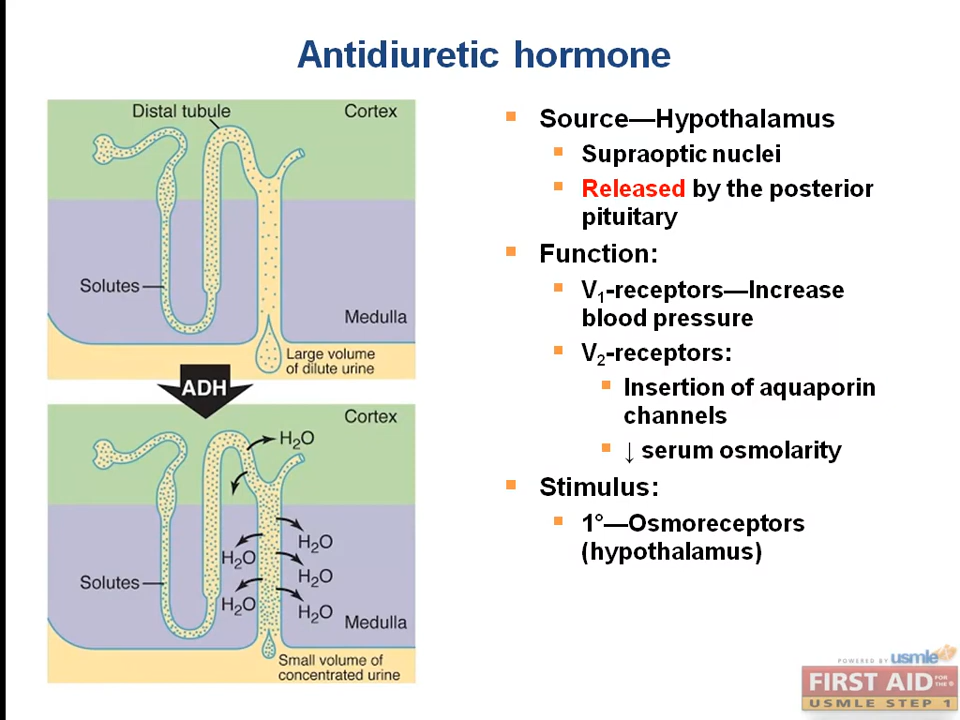 Antidiuretic hormone
Distal tubule
Cortex
Solutes
Medulla
Large volume
of dilute urine
ADH
Cortex
H₂O
H₂O
H₂O
H₂O
H₂O
H₂O
Solutes
Medulla
Small volume of
concentrated urine
Source—Hypothalamus
Supraoptic nuclei
Released by the posterior
pituitary
Function:
V₁-receptors—Increase
blood pressure
V₂-receptors:
Insertion of aquaporin
channels
↓ serum osmolarity
Stimulus:
1°—Osmoreceptors
(hypothalamus)
POWERED BY usmle
FIRST AID FOR THE®
USMLE STEP 1